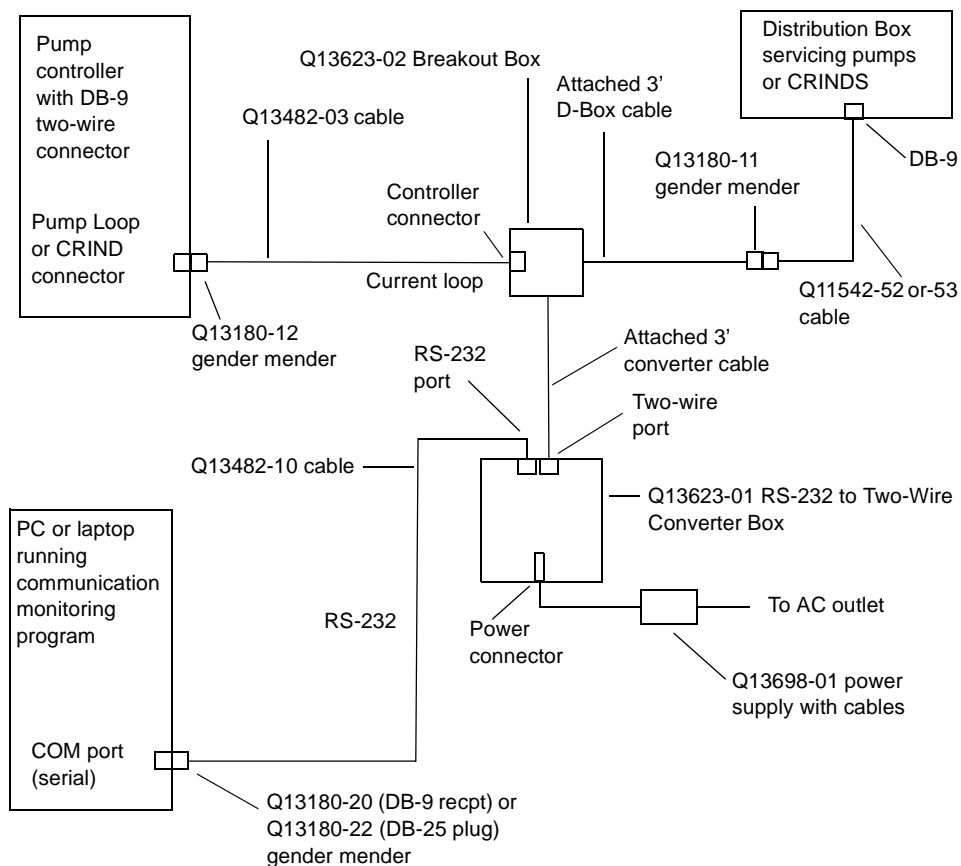 Pump
controller
with DB-9
two-wire
connector
Pump Loop
or CRIND
connector
Q13482-03 cable
Q13623-02 Breakout Box
Attached 3’
D-Box cable
Distribution Box
servicing pumps
or CRINDS
DB-9
Q13180-11
gender mender
Controller
connector
Current loop
Q11542-52 or-53
cable
Q13180-12
gender mender
RS-232
port
Attached 3’
converter cable
Two-wire
port
Q13482-10 cable
Q13623-01 RS-232 to Two-Wire
Converter Box
PC or laptop
running
communication
monitoring
program
RS-232
Power
connector
To AC outlet
Q13698-01 power
supply with cables
COM port
(serial)
Q13180-20 (DB-9 recpt) or
Q13180-22 (DB-25 plug)
gender mender